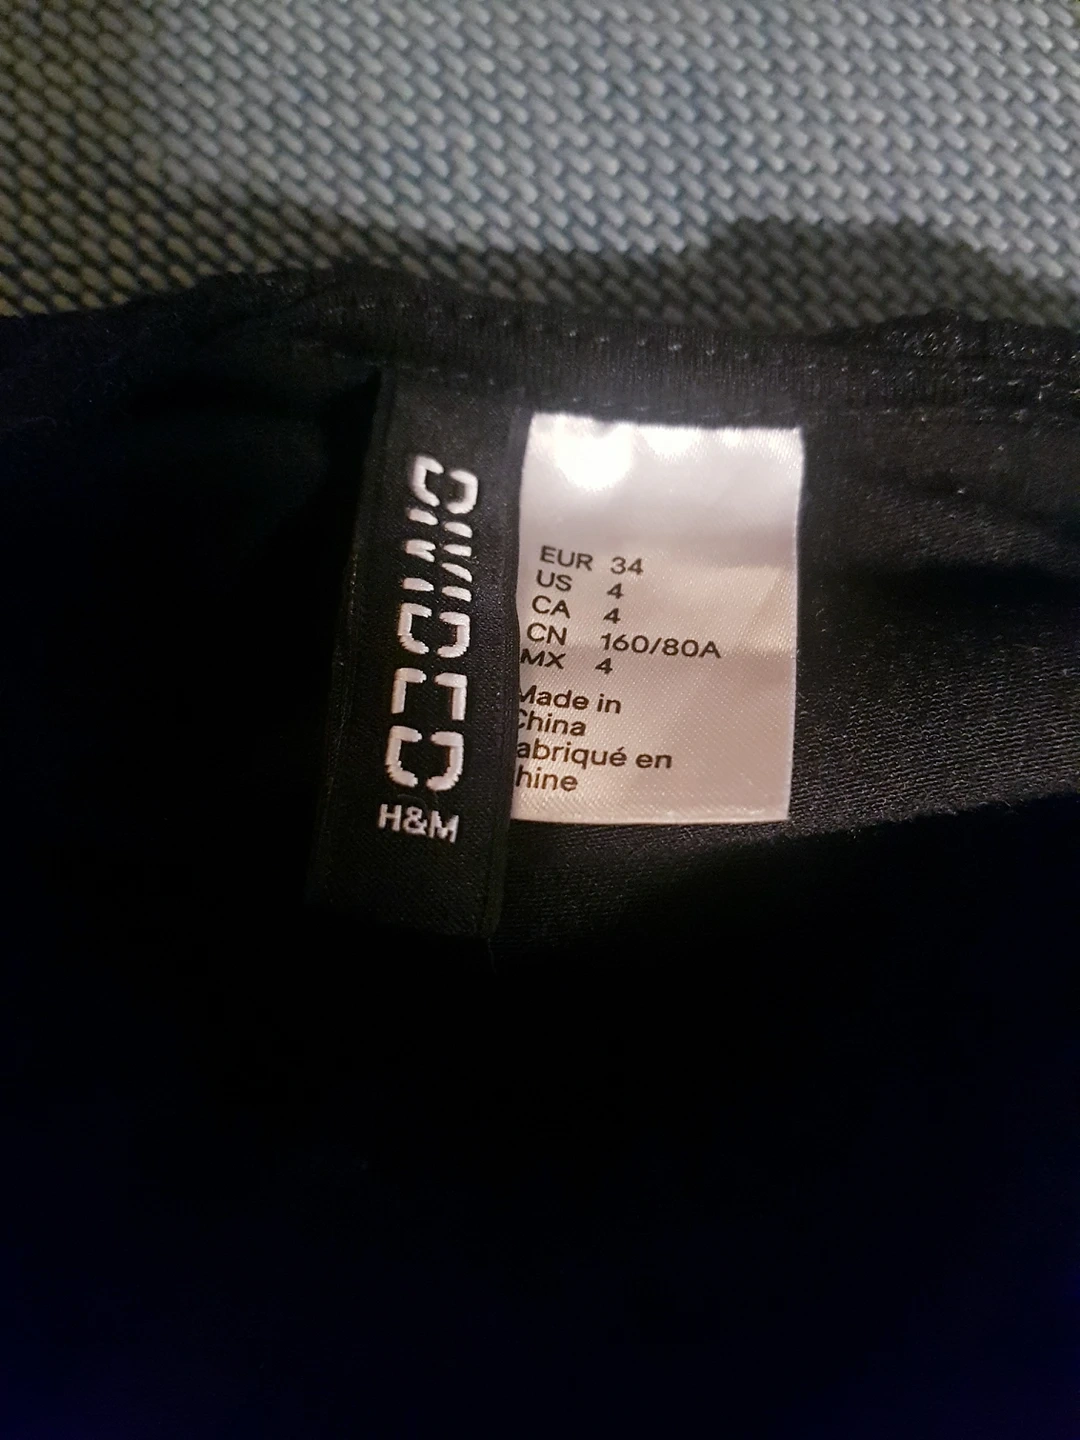 DIVIDED
H&M
EUR 34
US 4
CA 4
CN 160/80A
MX 4
Made in
China
abriqué en
hine